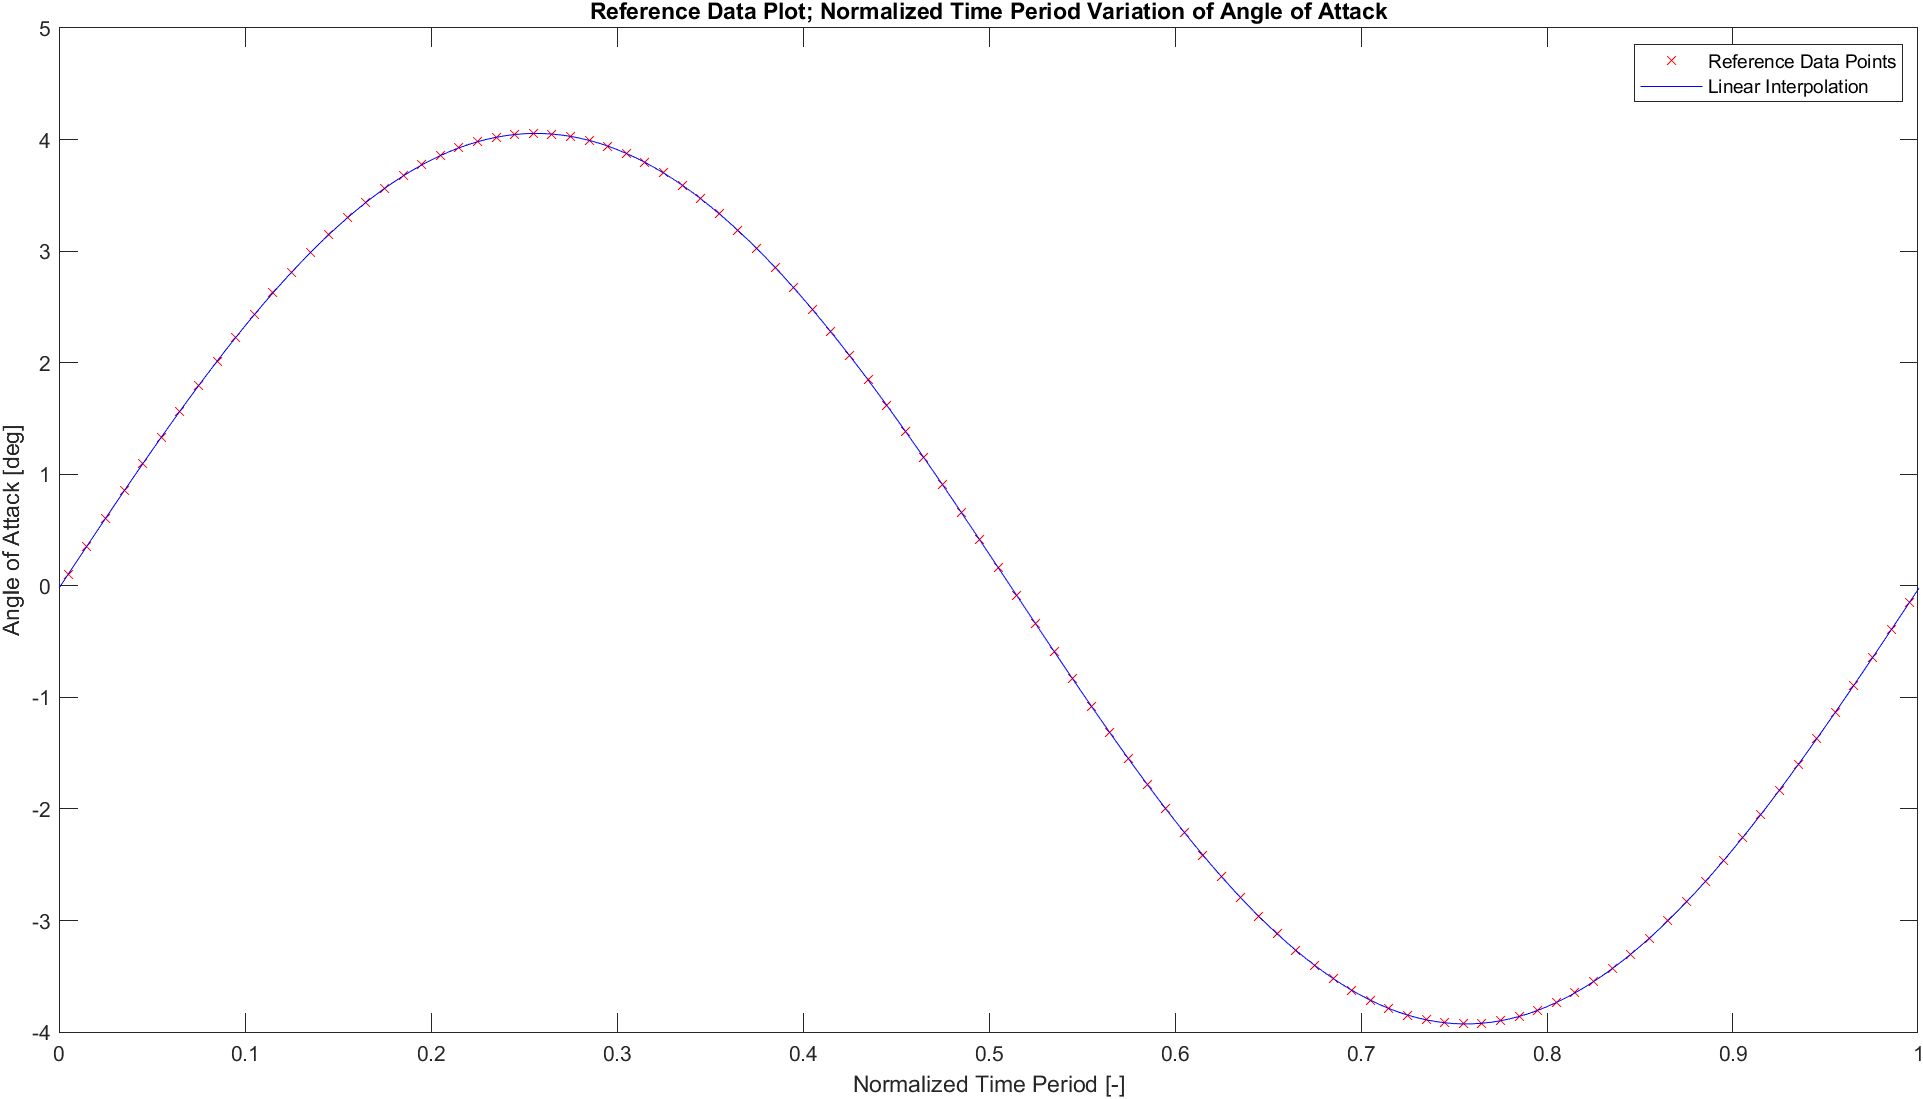 Reference Data Plot; Normalized Time Period Variation of Angle of Attack
Reference Data Points
Linear Interpolation
Angle of Attack [deg]
5
4
3
2
1
0
-1
-2
-3
-4
0 0.1 0.2 0.3 0.4 0.5 0.6 0.7 0.8 0.9 1
Normalized Time Period [-]